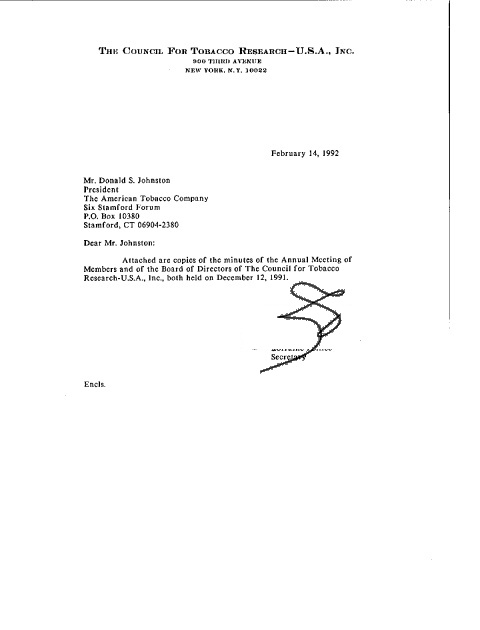 THE COUNCIL FOR TOBACCO RESEARCH—U.S.A., INC.
900 THIRD AVENUE
NEW YORK, N.Y. 10022
February 14, 1992
Mr. Donald S. Johnston
President
The American Tobacco Company
Six Stamford Forum
P.O. Box 10380
Stamford, CT 06904-2380
Dear Mr. Johnston:
Attached are copies of the minutes of the Annual Meeting of
Members and of the Board of Directors of The Council for Tobacco
Research-U.S.A., Inc., both held on December 12, 1991.
Secretary
Encls.